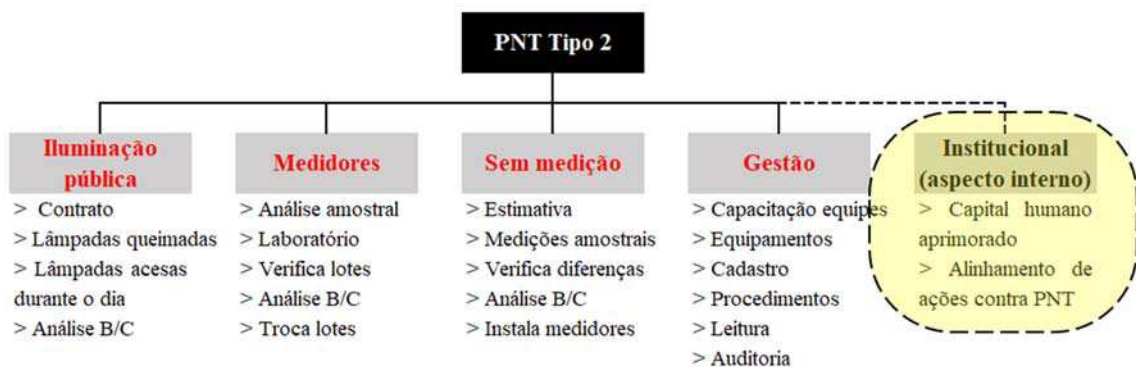 PNT Tipo 2
Iluminação
pública
> Contrato
> Lâmpadas queimadas
> Lâmpadas acesas
durante o dia
> Análise B/C
Medidores
> Análise amostral
> Laboratório
> Verifica lotes
> Análise B/C
> Troca lotes
Sem medição
> Estimativa
> Medições amostrais
> Verifica diferenças
> Análise B/C
> Instala medidores
Gestão
> Capacitação equipes
> Equipamentos
> Cadastro
> Procedimentos
> Leitura
> Auditoria
Institucional
(aspecto interno)
> Capital humano
aprimorado
> Alinhamento de
ações contra PNT